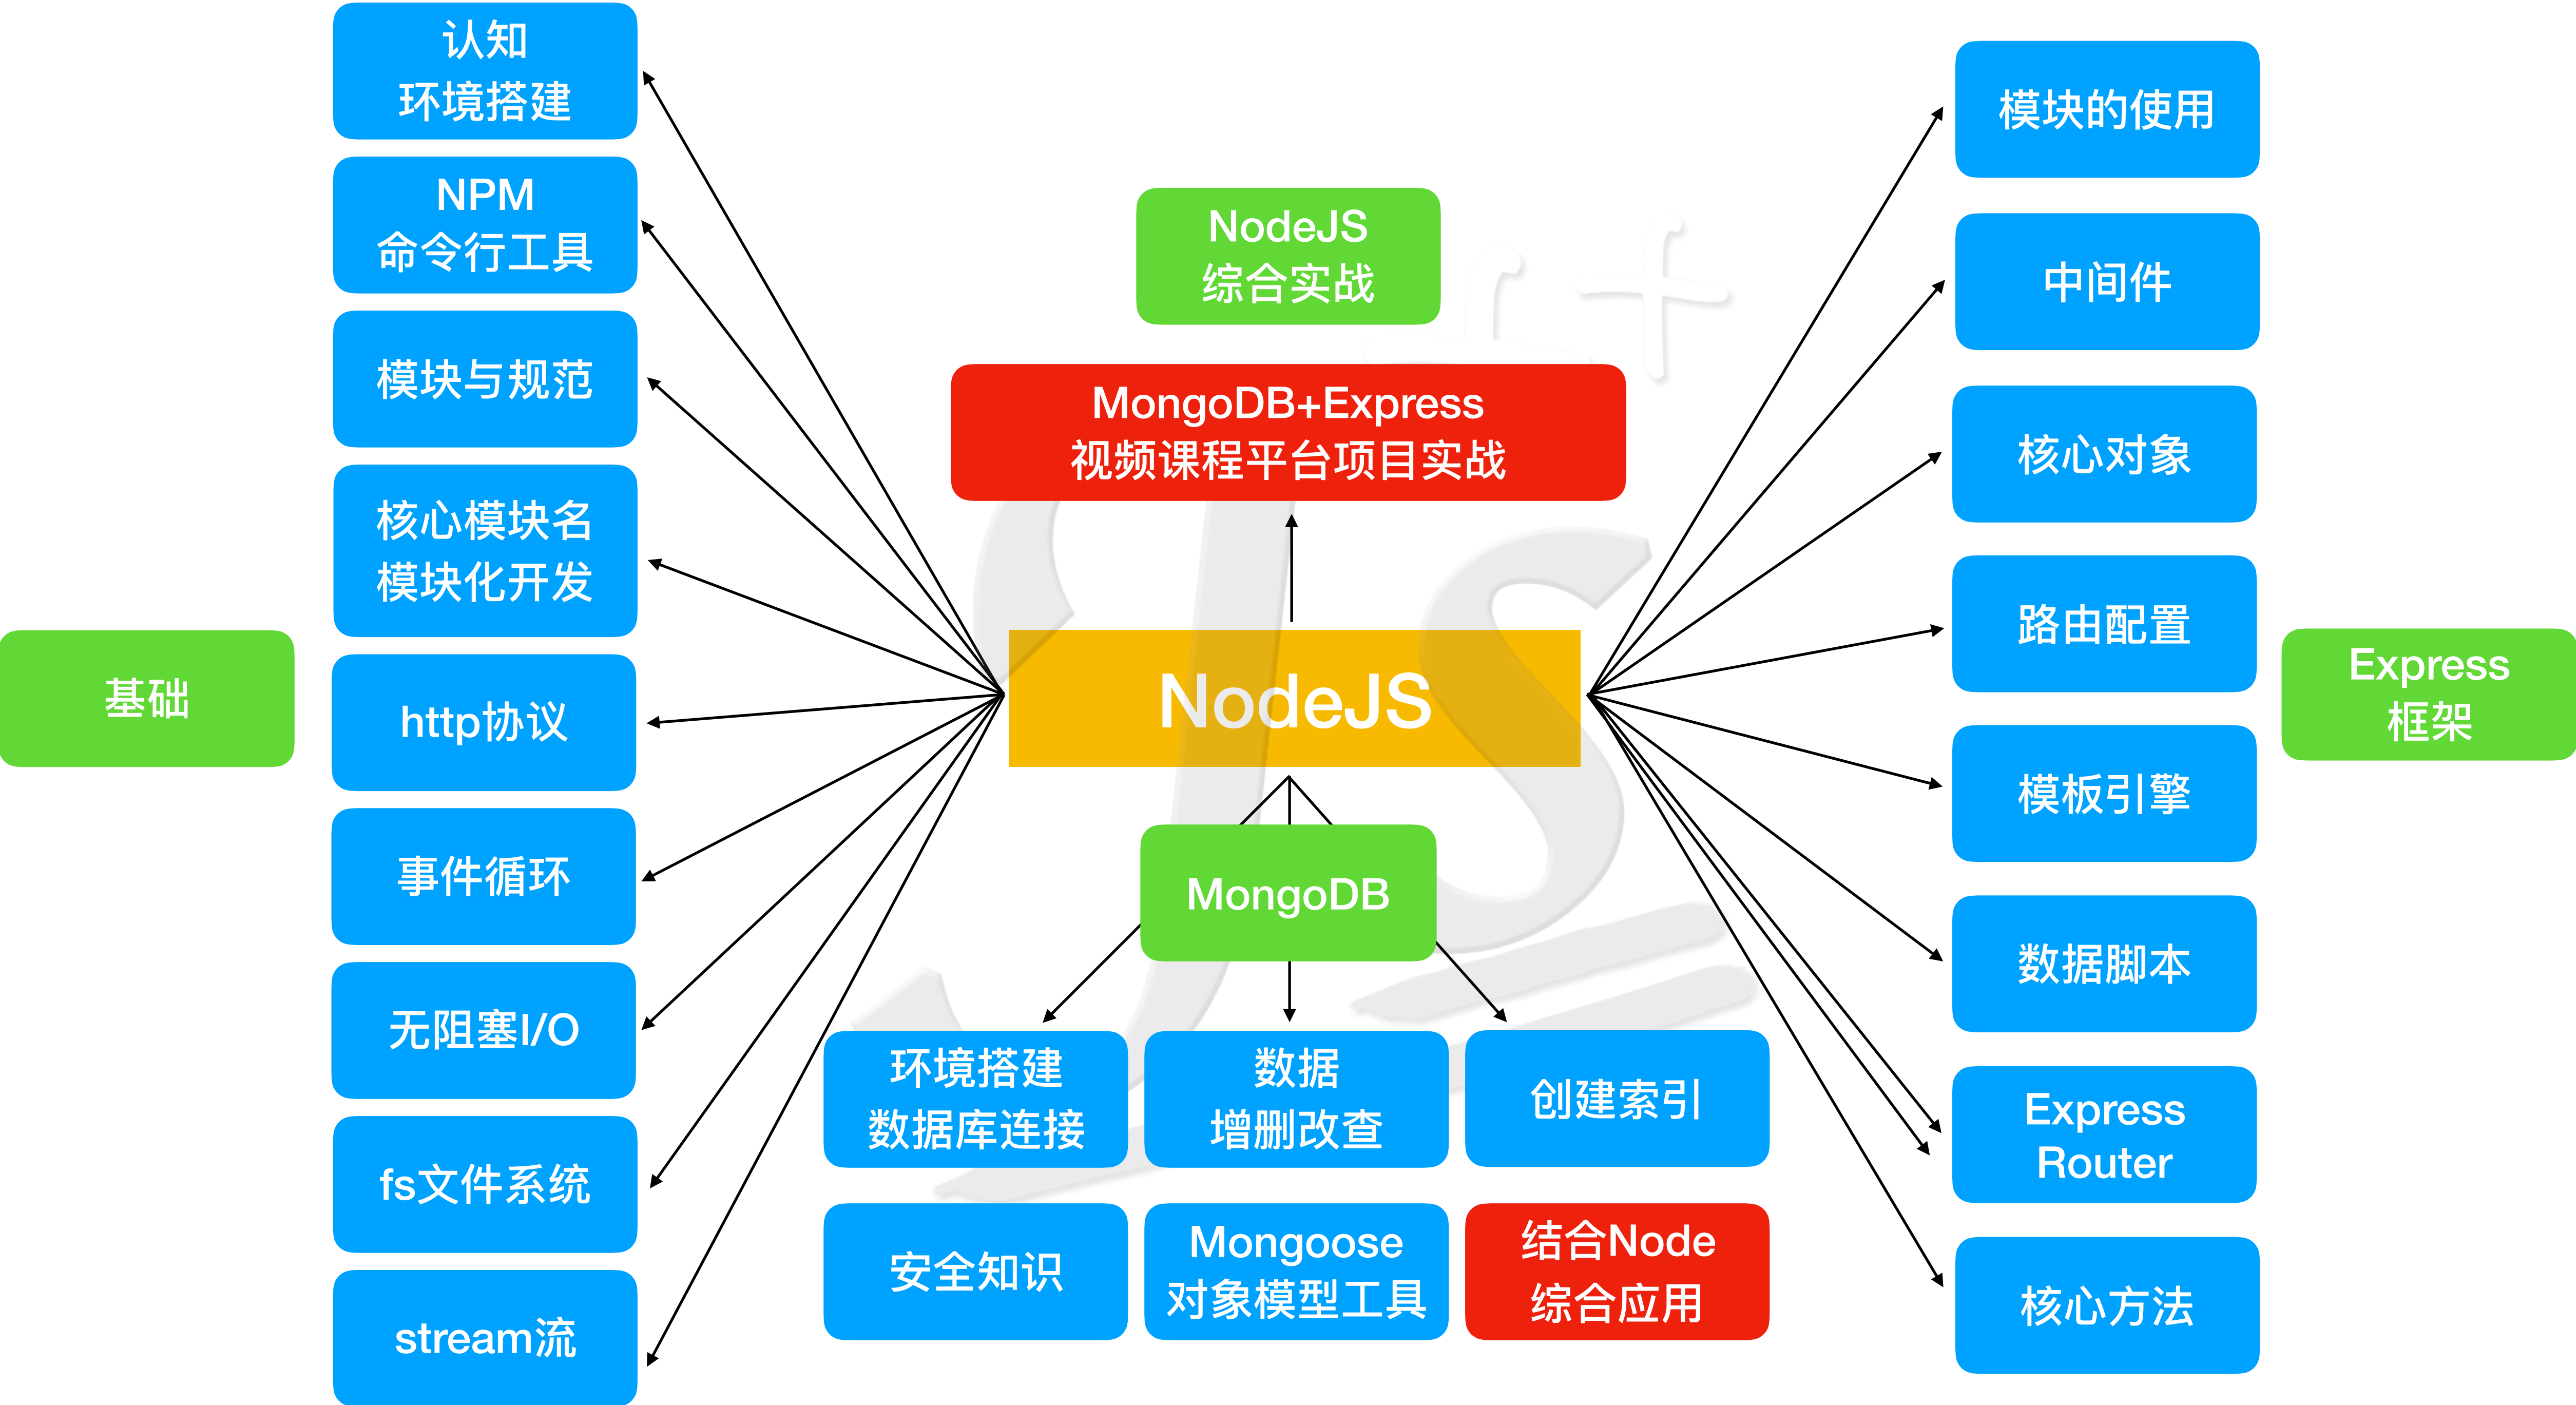 基础
认知
环境搭建
NPM
命令行工具
模块与规范
核心模块名
模块化开发
http协议
事件循环
无阻塞I/O
fs文件系统
stream流
NodeJS
综合实战
MongoDB+Express
视频课程平台项目实战
NodeJS
MongoDB
环境搭建
数据库连接
数据
增删改查
创建索引
安全知识
Mongoose
对象模型工具
结合Node
综合应用
模块的使用
中间件
核心对象
路由配置
模板引擎
数据脚本
Express
Router
核心方法
Express
框架